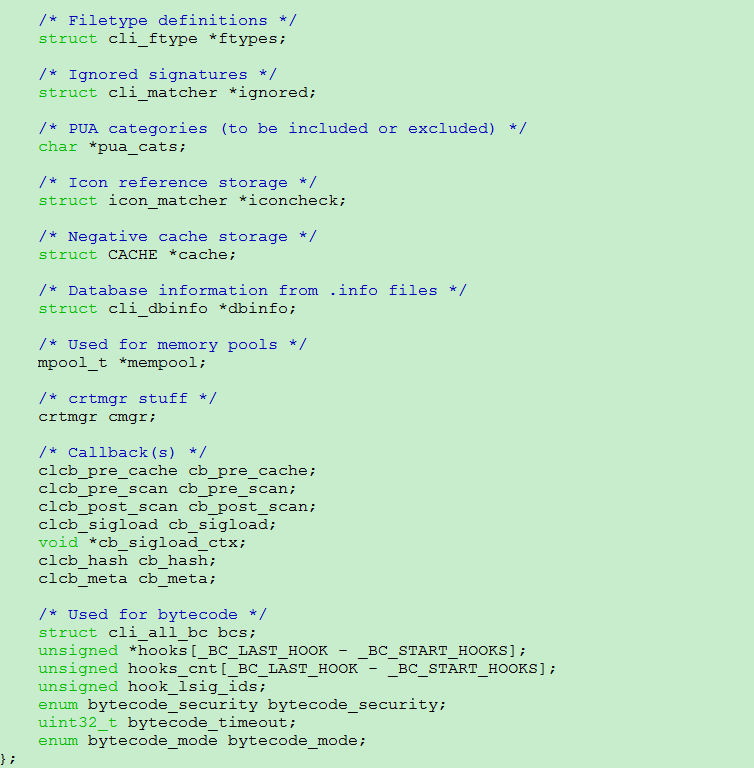 /* Filetype definitions */
struct cli_ftype *ftypes;
/* Ignored signatures */
struct cli_matcher *ignored;
/* PUA categories (to be included or excluded) */
char *pua_cats;
/* Icon reference storage */
struct icon_matcher *iconcheck;
/* Negative cache storage */
struct CACHE *cache;
/* Database information from .info files */
struct cli_dbinfo *dbinfo;
/* Used for memory pools */
mpool_t *mempool;
/* crtmgr stuff */
crtmgr cmgr;
/* Callback(s) */
clcb_pre_cache cb_pre_cache;
clcb_pre_scan cb_pre_scan;
clcb_post_scan cb_post_scan;
clcb_sigload cb_sigload;
void *cb_sigload_ctx;
clcb_hash cb_hash;
clcb_meta cb_meta;
/* Used for bytecode */
struct cli_all_bc bcs;
unsigned *hooks[_BC_LAST_HOOK - _BC_START_HOOKS];
unsigned hooks_cnt[_BC_LAST_HOOK - _BC_START_HOOKS];
unsigned hook_lsig_ids;
enum bytecode_security bytecode_security;
uint32_t bytecode_timeout;
enum bytecode_mode bytecode_mode;
};